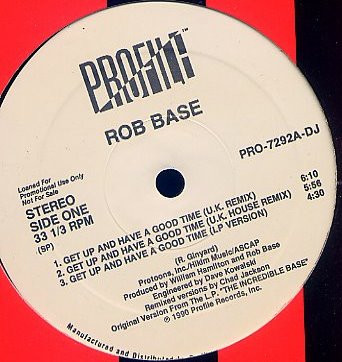 PROFILE™
ROB BASE
Loaned For
Promotional Use Only
Not For Sale
PRO-7292A-DJ
STEREO
SIDE ONE
33 1/3 RPM
(SP)
1. GET UP AND HAVE A GOOD TIME (U.K. REMIX) 6:10
2. GET UP AND HAVE A GOOD TIME (U.K. HOUSE REMIX) 5:56
3. GET UP AND HAVE A GOOD TIME (LP VERSION) 4:30
(R. Ginyard)
Protoons, Inc./Hikim Music/ASCAP
Produced by William Hamilton and Rob Base
Engineered by Dave Kowalski
Remixed versions by Chad Jackson
Original Version From The L.P. "THE INCREDIBLE BASE"
℗ 1990 Profile Records, Inc.
Manufactured and Distributed